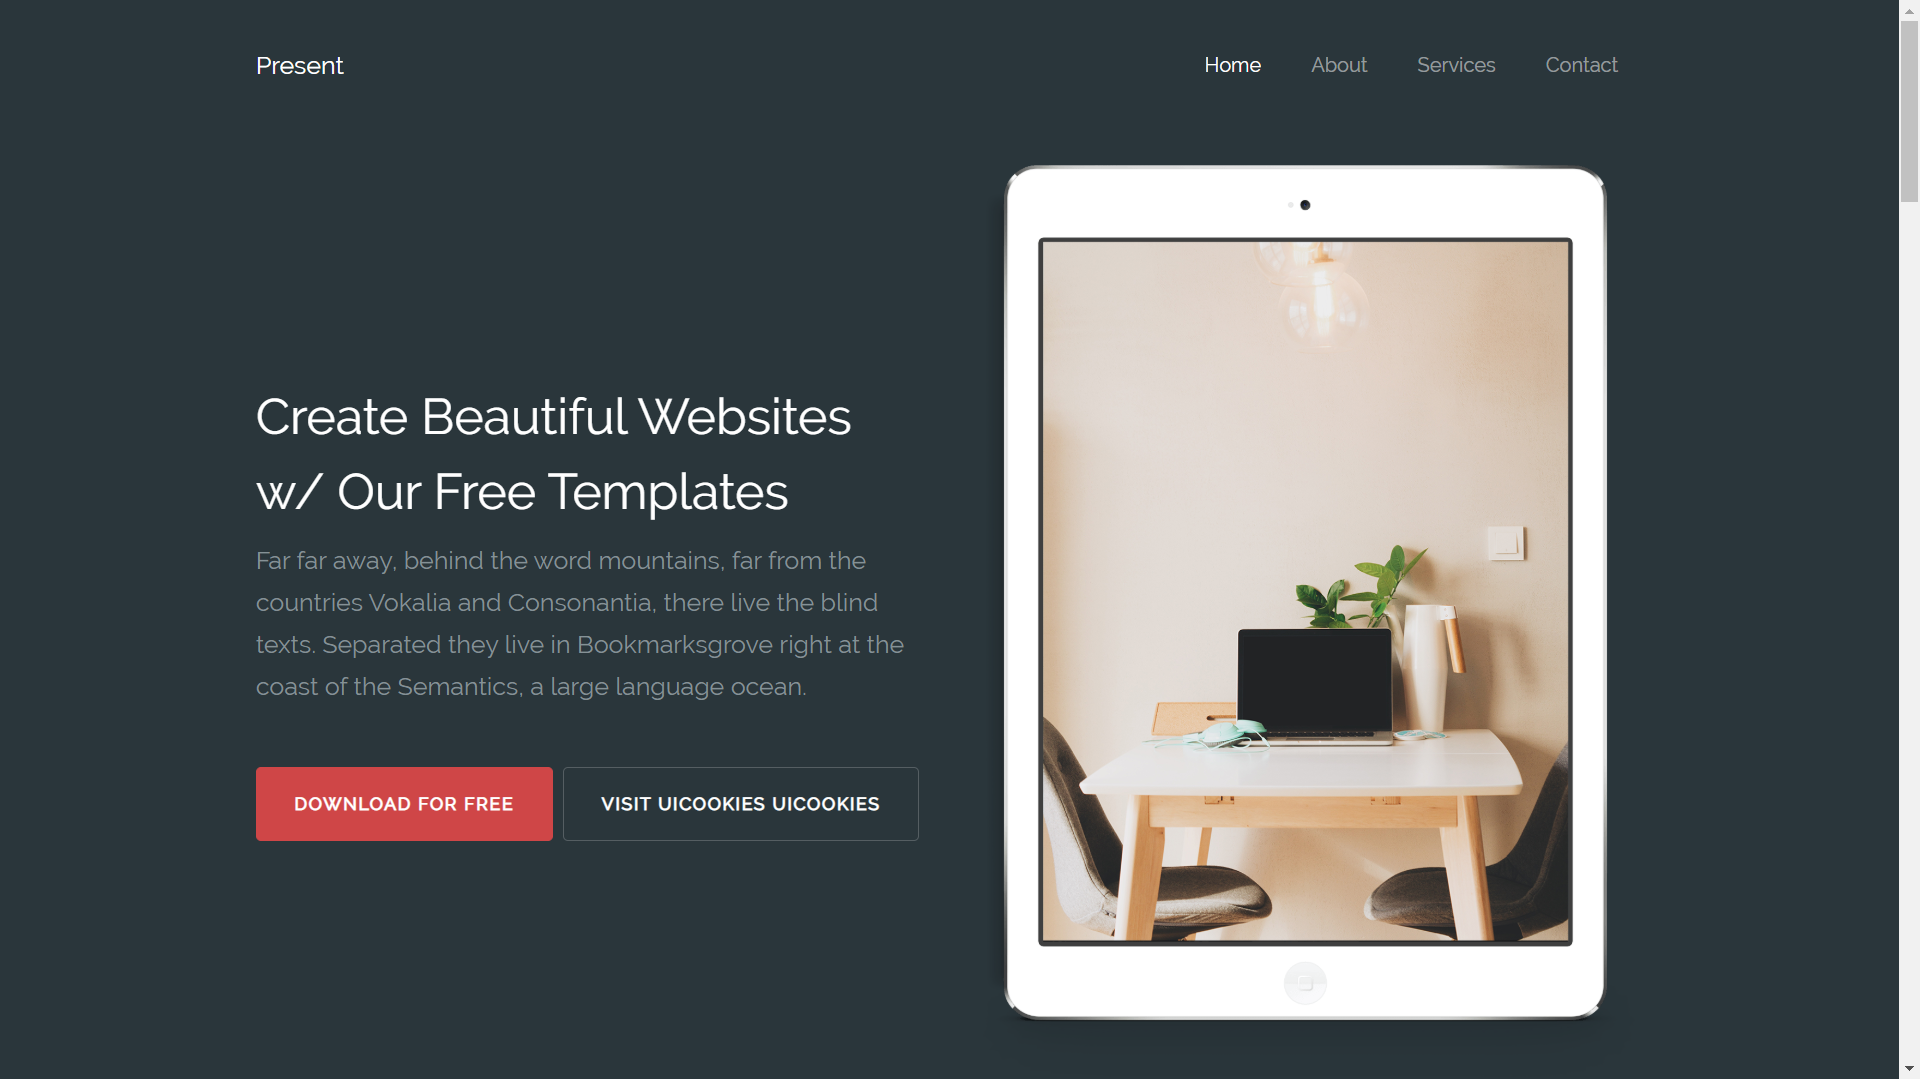 Present
Home About Services Contact
Create Beautiful Websites
w/ Our Free Templates
Far far away, behind the word mountains, far from the
countries Vokalia and Consonantia, there live the blind
texts. Separated they live in Bookmarksgrove right at the
coast of the Semantics, a large language ocean.
DOWNLOAD FOR FREE
VISIT UICOOKIES UICOOKIES